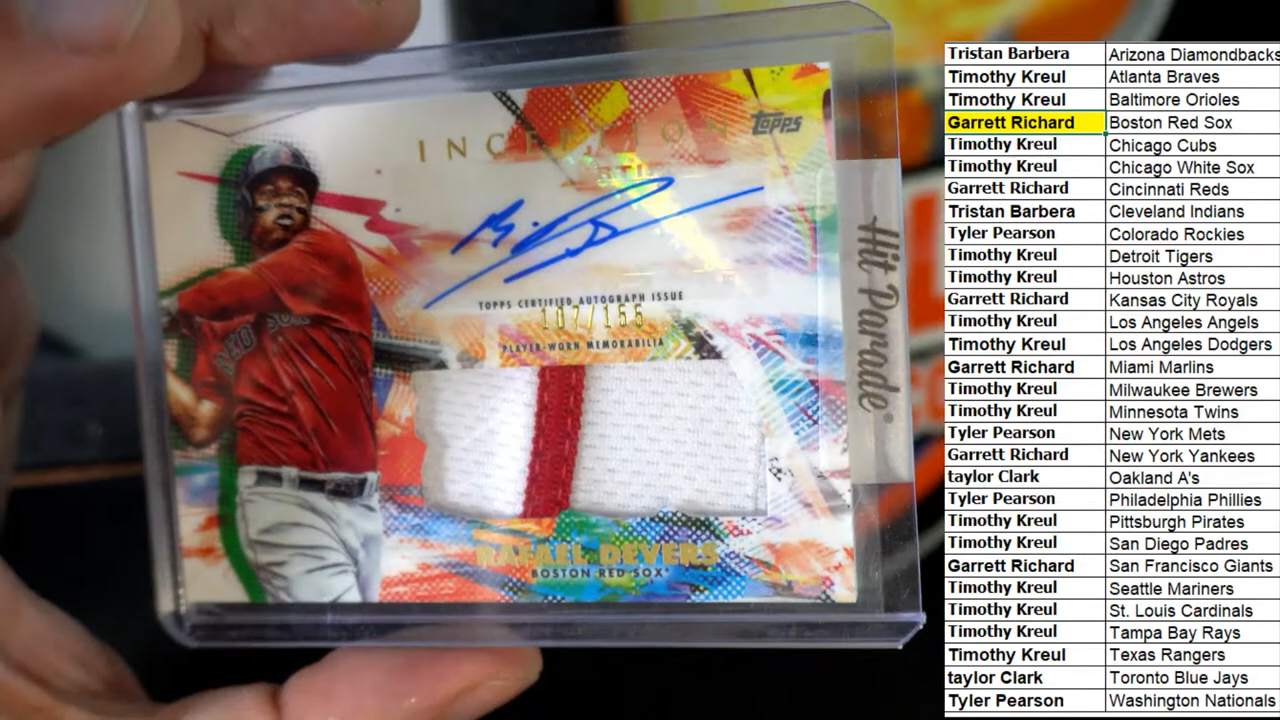 INCEPTION
Topps
TOPPS CERTIFIED AUTOGRAPH ISSUE
107/155
PLAYER-WORN MEMORABILIA
RED SOX
RAFAEL DEVERS
BOSTON RED SOX
Hit Parade®
Tristan Barbera Arizona Diamondbacks
Timothy Kreul Atlanta Braves
Timothy Kreul Baltimore Orioles
Garrett Richard Boston Red Sox
Timothy Kreul Chicago Cubs
Timothy Kreul Chicago White Sox
Garrett Richard Cincinnati Reds
Tristan Barbera Cleveland Indians
Tyler Pearson Colorado Rockies
Timothy Kreul Detroit Tigers
Timothy Kreul Houston Astros
Garrett Richard Kansas City Royals
Timothy Kreul Los Angeles Angels
Timothy Kreul Los Angeles Dodgers
Garrett Richard Miami Marlins
Timothy Kreul Milwaukee Brewers
Timothy Kreul Minnesota Twins
Tyler Pearson New York Mets
Garrett Richard New York Yankees
taylor Clark Oakland A's
Tyler Pearson Philadelphia Phillies
Timothy Kreul Pittsburgh Pirates
Timothy Kreul San Diego Padres
Garrett Richard San Francisco Giants
Timothy Kreul Seattle Mariners
Timothy Kreul St. Louis Cardinals
Timothy Kreul Tampa Bay Rays
Timothy Kreul Texas Rangers
taylor Clark Toronto Blue Jays
Tyler Pearson Washington Nationals